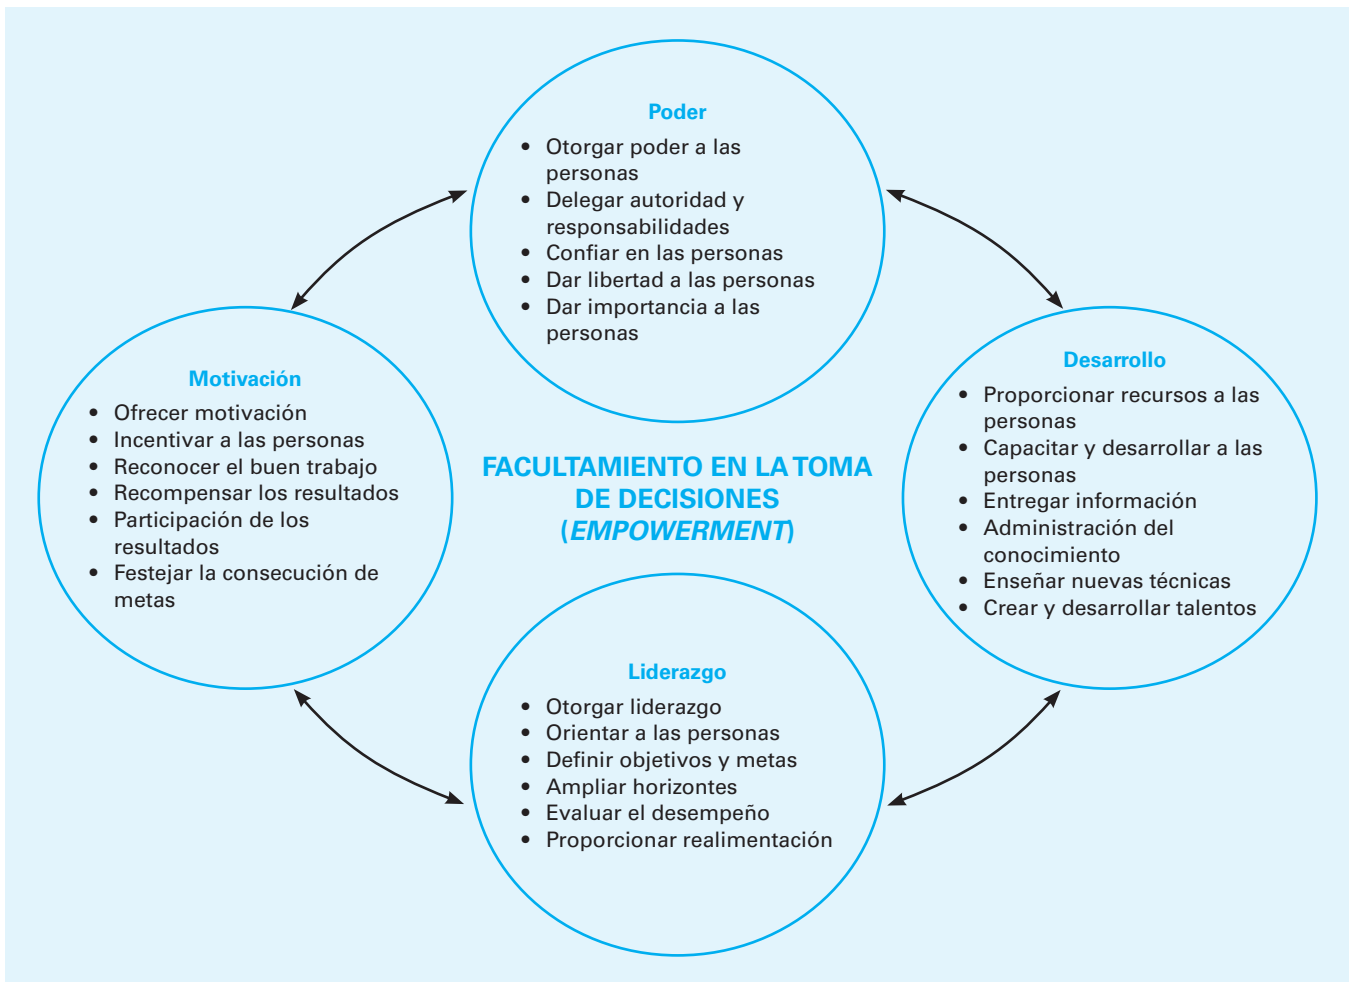 Poder
• Otorgar poder a las
personas
• Delegar autoridad y
responsabilidades
• Confiar en las personas
• Dar libertad a las personas
• Dar importancia a las
personas
Motivación
• Ofrecer motivación
• Incentivar a las personas
• Reconocer el buen trabajo
• Recompensar los resultados
• Participación de los
resultados
• Festejar la consecución de
metas
FACULTAMIENTO EN LA TOMA
DE DECISIONES
(EMPOWERMENT)
Desarrollo
• Proporcionar recursos a las
personas
• Capacitar y desarrollar a las
personas
• Entregar información
• Administración del
conocimiento
• Enseñar nuevas técnicas
• Crear y desarrollar talentos
Liderazgo
• Otorgar liderazgo
• Orientar a las personas
• Definir objetivos y metas
• Ampliar horizontes
• Evaluar el desempeño
• Proporcionar realimentación